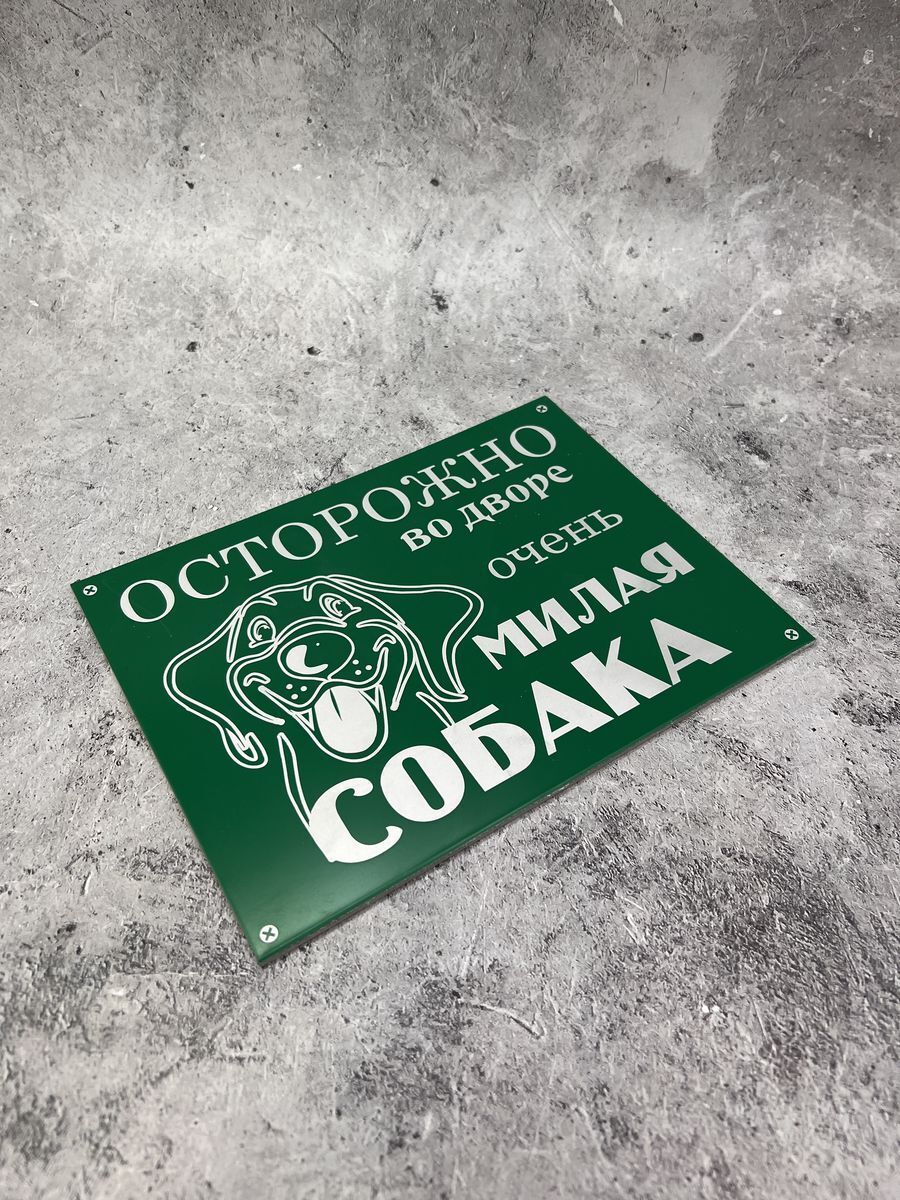 ОСТОРОЖНО
во дворе
очень
МИЛАЯ
СОБАКА